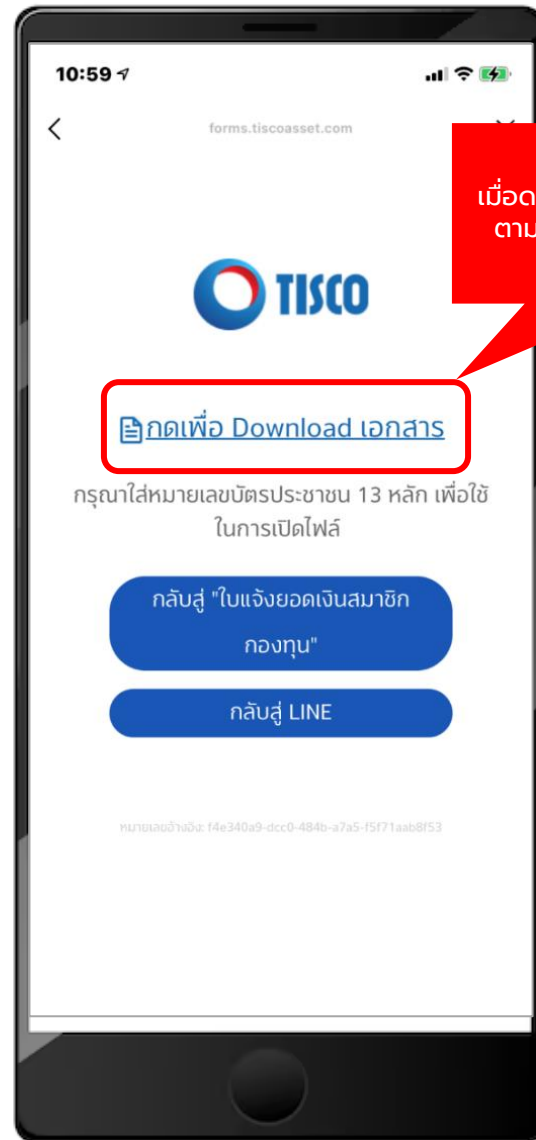 10:59
forms.tiscoasset.com
เมื่อด
ตาม
TISCO
กดเพื่อ Download เอกสาร
กรุณาใส่หมายเลขบัตรประชาชน 13 หลัก เพื่อใช้
ในการเปิดไฟล์
กลับสู่ "ใบแจ้งยอดเงินสมาชิก
กองทุน"
กลับสู่ LINE
หมายเลขอ้างอิง: f4e340a9-dcc0-484b-a7a5-f5f71aab8f53